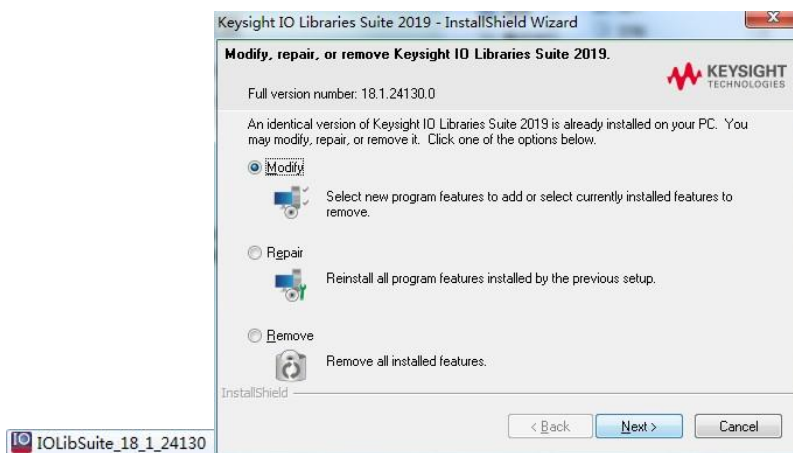 Keysight IO Libraries Suite 2019 - InstallShield Wizard
Modify, repair, or remove Keysight IO Libraries Suite 2019.
KEYSIGHT
TECHNOLOGIES
Full version number: 18.1.24130.0
An identical version of Keysight IO Libraries Suite 2019 is already installed on your PC. You
may modify, repair, or remove it. Click one of the options below.
Modify
Select new program features to add or select currently installed features to
remove.
Repair
Reinstall all program features installed by the previous setup.
Remove
Remove all installed features.
InstallShield
< Back
Next >
Cancel
IO
IOLibSuite_18_1_24130